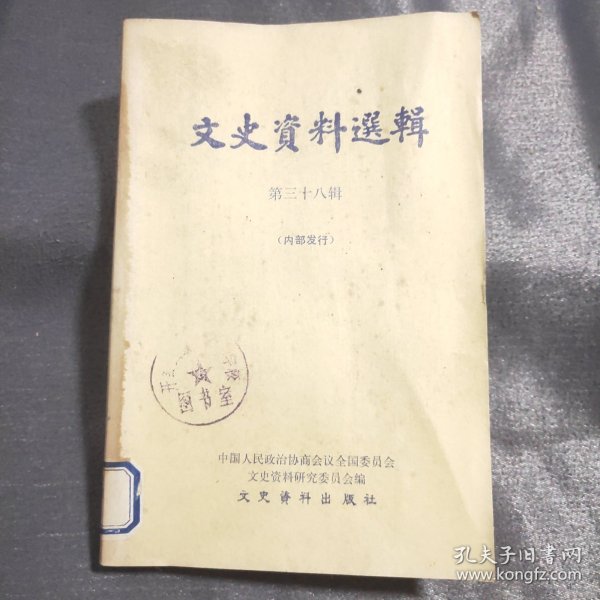 文史資料選輯
第三十八辑
（内部发行）
图书室
中国人民政治协商会议全国委员会
文史资料研究委员会编
文史资料出版社
孔夫子旧书网
www.kongfz.com